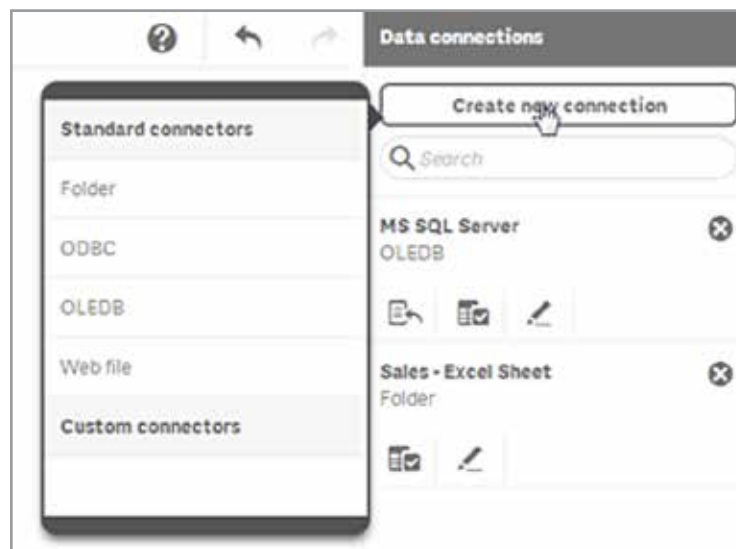 Data connections
Standard connectors
Folder
ODBC
OLEDB
Web file
Custom connectors
Create new connection
Search
MS SQL Server
OLEDB
Sales - Excel Sheet
Folder